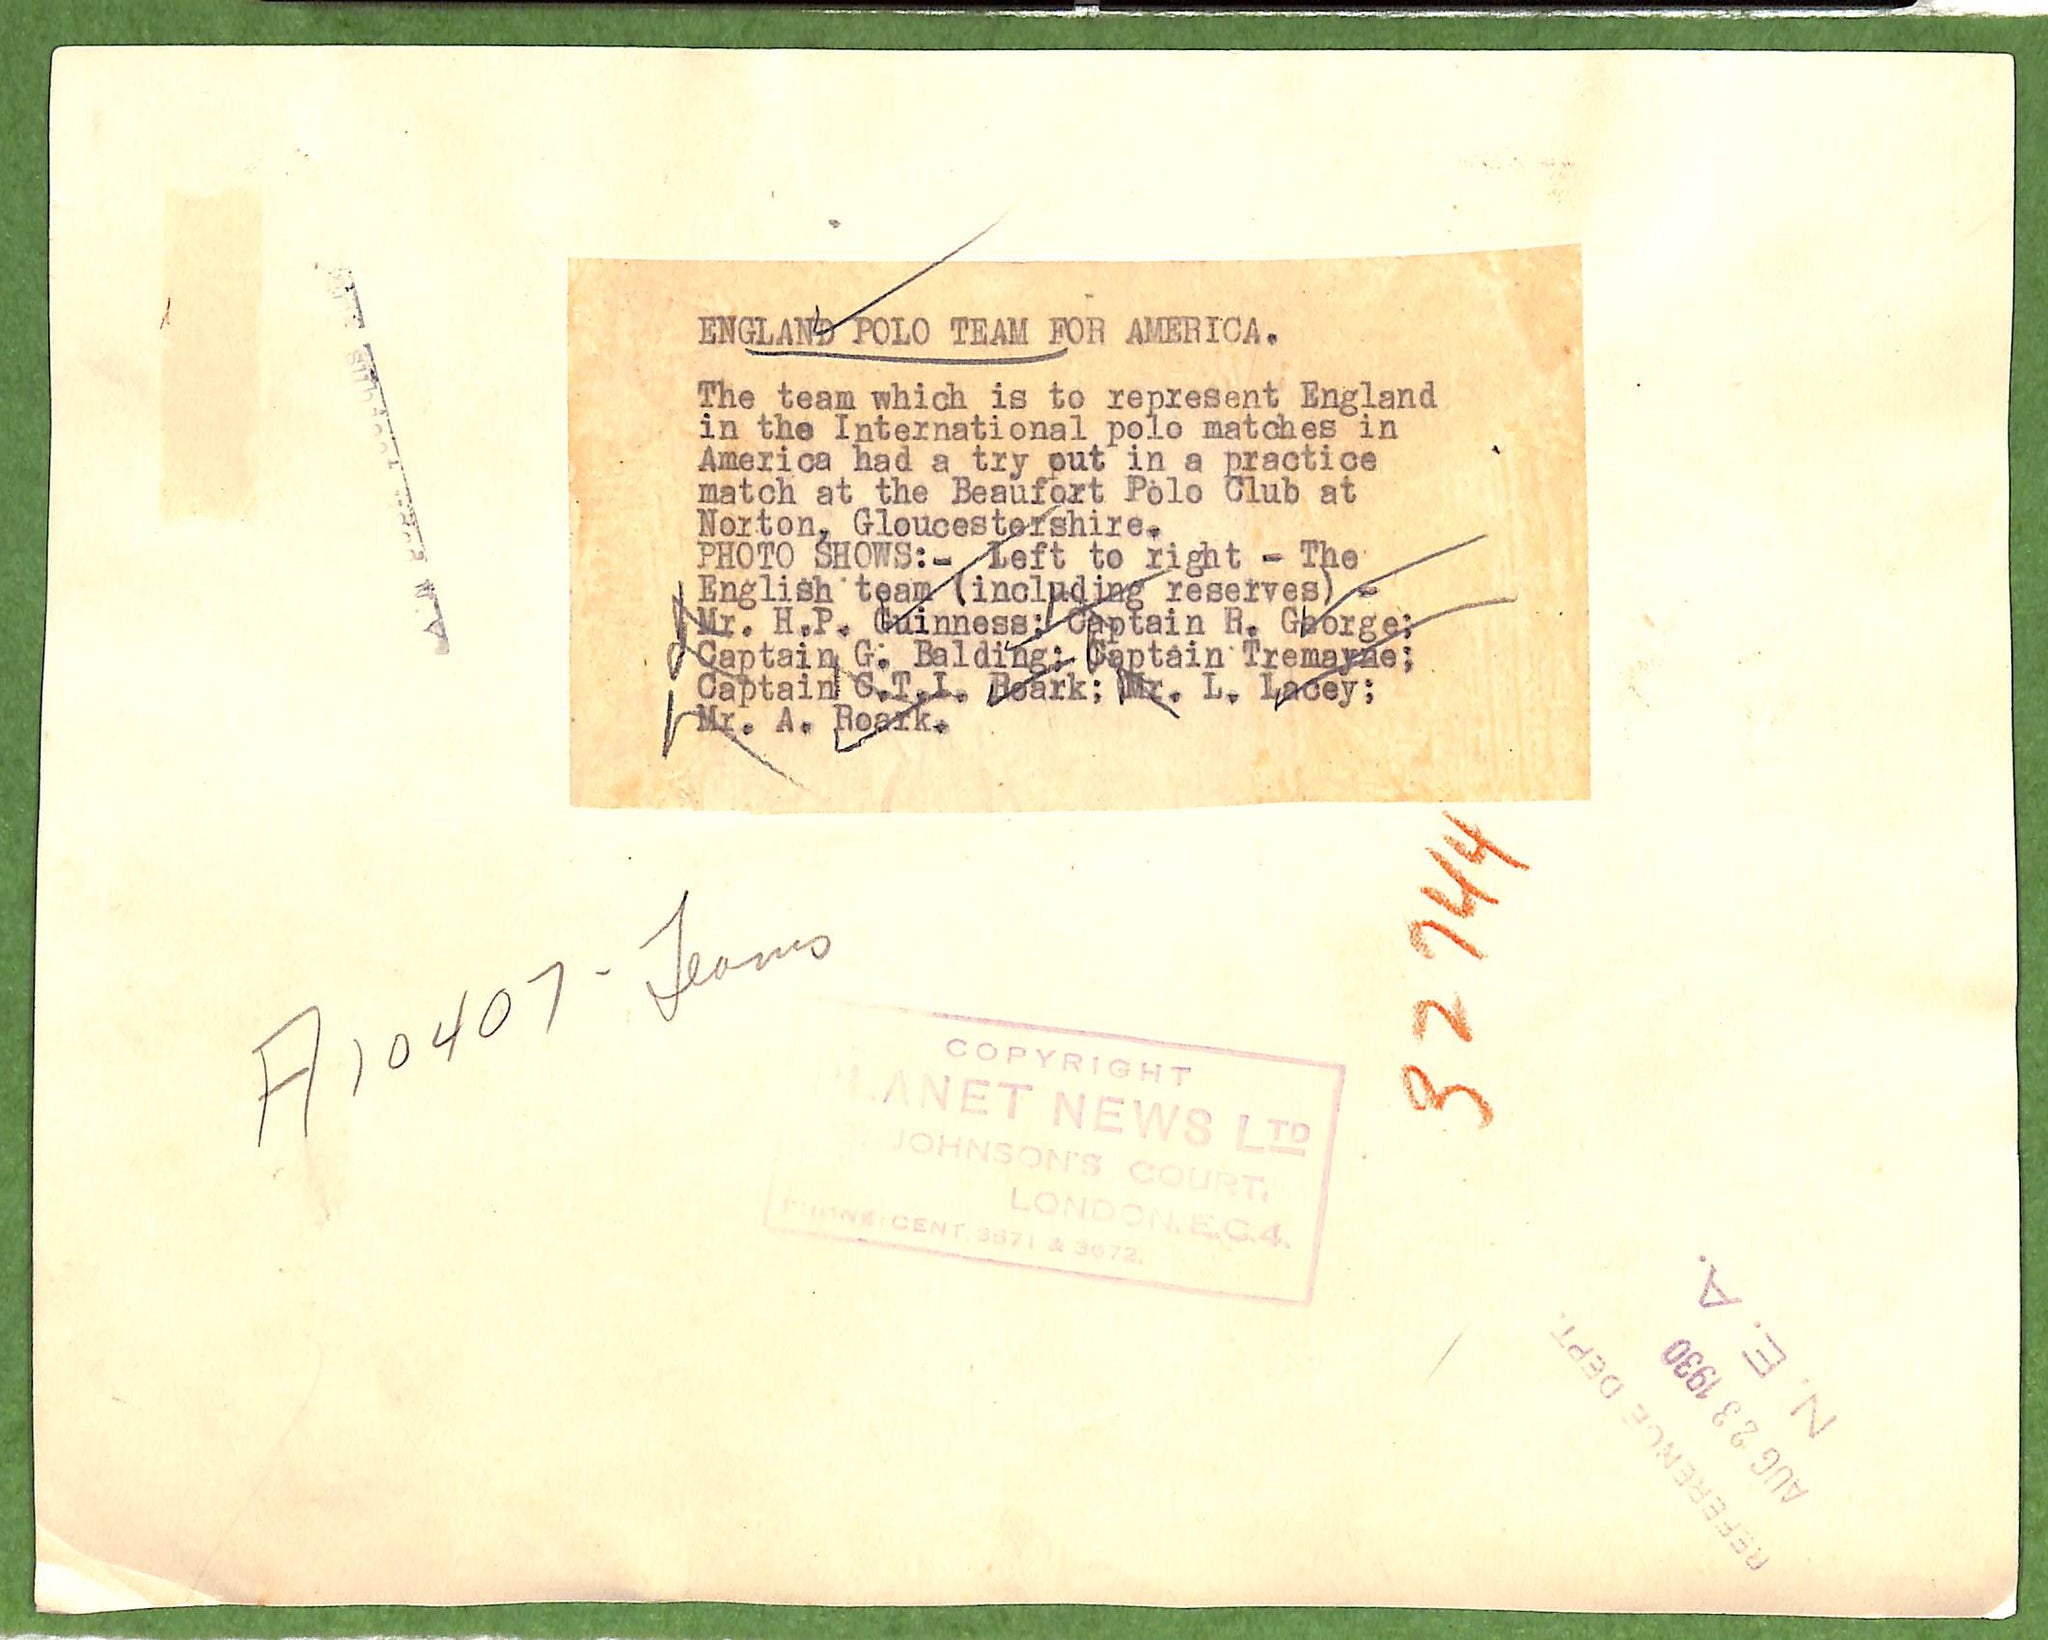 ENGLAND POLO TEAM FOR AMERICA.
The team which is to represent England
in the International polo matches in
America had a try out in a practice
match at the Beaufort Polo Club at
Norton, Gloucestershire.
PHOTO SHOWS:- Left to right - The
English team (including reserves) -
Mr. H.P. Guinness; Captain R. George;
Captain G. Balding; Captain Tremayne;
Captain C.T.I. Roark; Mr. L. Lacey;
Mr. A. Roark.
32744
A10407 - Teams
COPYRIGHT
LANET NEWS LTD
JOHNSON'S COURT,
LONDON. E.C.4.
PHONE: CENT. 3671 & 3672.
N. E. A.
AUG 23 1930
REFERENCE DEPT.